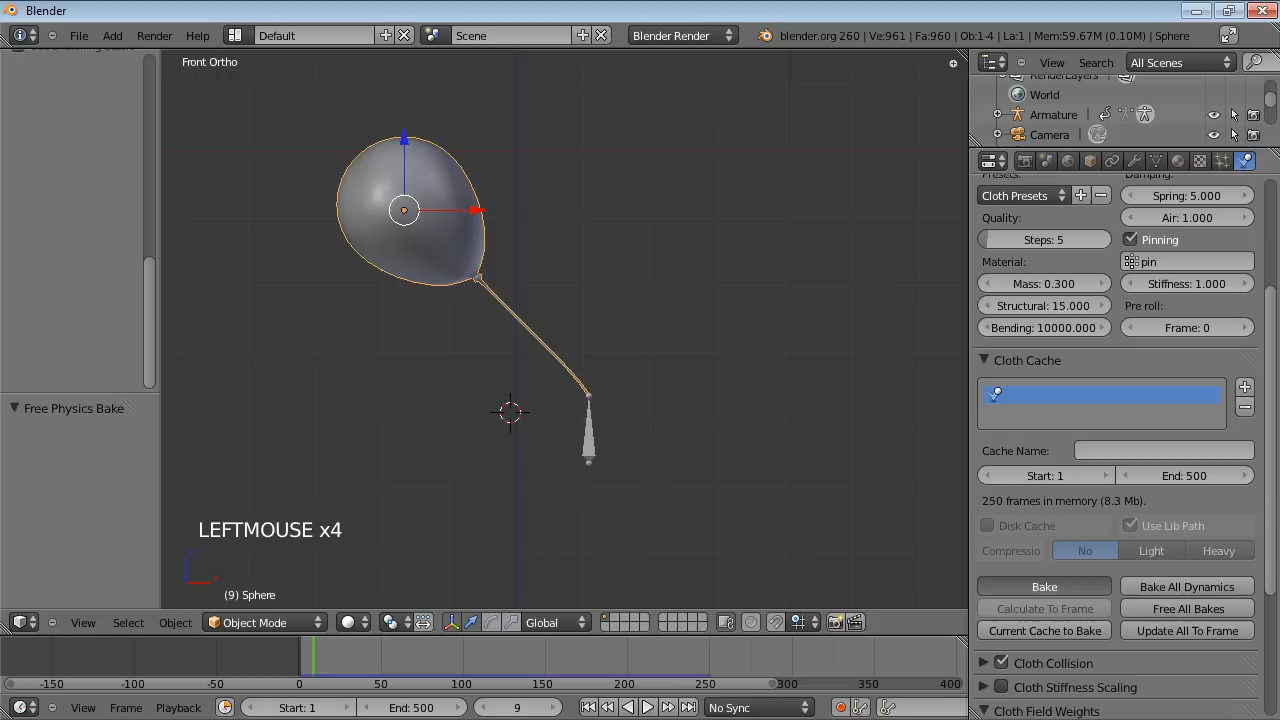 Blender
File Add Render Help Default Scene Blender Render blender.org 260 | Ve:961 | Fa:960 | Ob:1-4 | La:1 | Mem:59.67M (0.10M) | Sphere
Front Ortho
View Search All Scenes
RenderLayers
World
Armature
Camera
Presets: Damping:
Cloth Presets Spring: 5.000
Quality: Air: 1.000
Steps: 5 Pinning
Material: pin
Mass: 0.300 Stiffness: 1.000
Structural: 15.000 Pre roll:
Bending: 10000.000 Frame: 0
Cloth Cache
Free Physics Bake
Cache Name:
Start: 1 End: 500
250 frames in memory (8.3 Mb).
Disk Cache Use Lib Path
Compressio No Light Heavy
LEFTMOUSE x4
Bake Bake All Dynamics
Calculate To Frame Free All Bakes
Current Cache to Bake Update All To Frame
(9) Sphere
View Select Object Object Mode Global
Cloth Collision
Cloth Stiffness Scaling
Cloth Field Weights
-150 -100 -50 0 50 100 150 200 250 300 350 400
View Frame Playback Start: 1 End: 500 9 No Sync